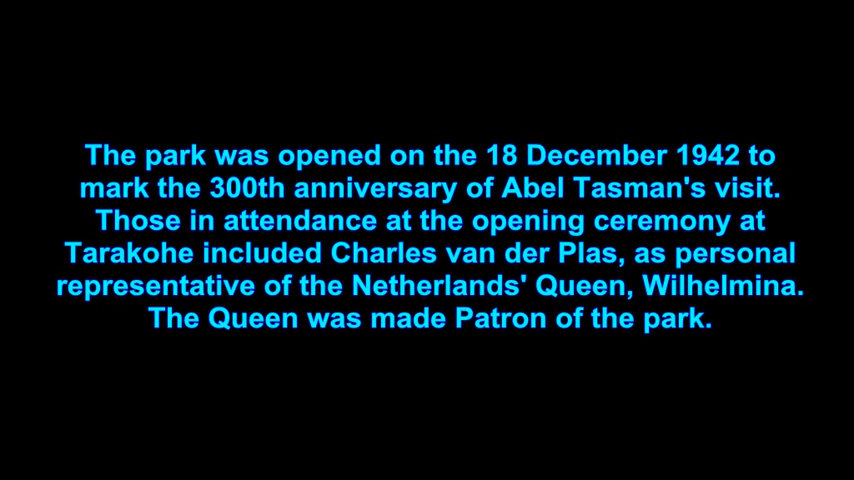 The park was opened on the 18 December 1942 to
mark the 300th anniversary of Abel Tasman's visit.
Those in attendance at the opening ceremony at
Tarakohe included Charles van der Plas, as personal
representative of the Netherlands' Queen, Wilhelmina.
The Queen was made Patron of the park.